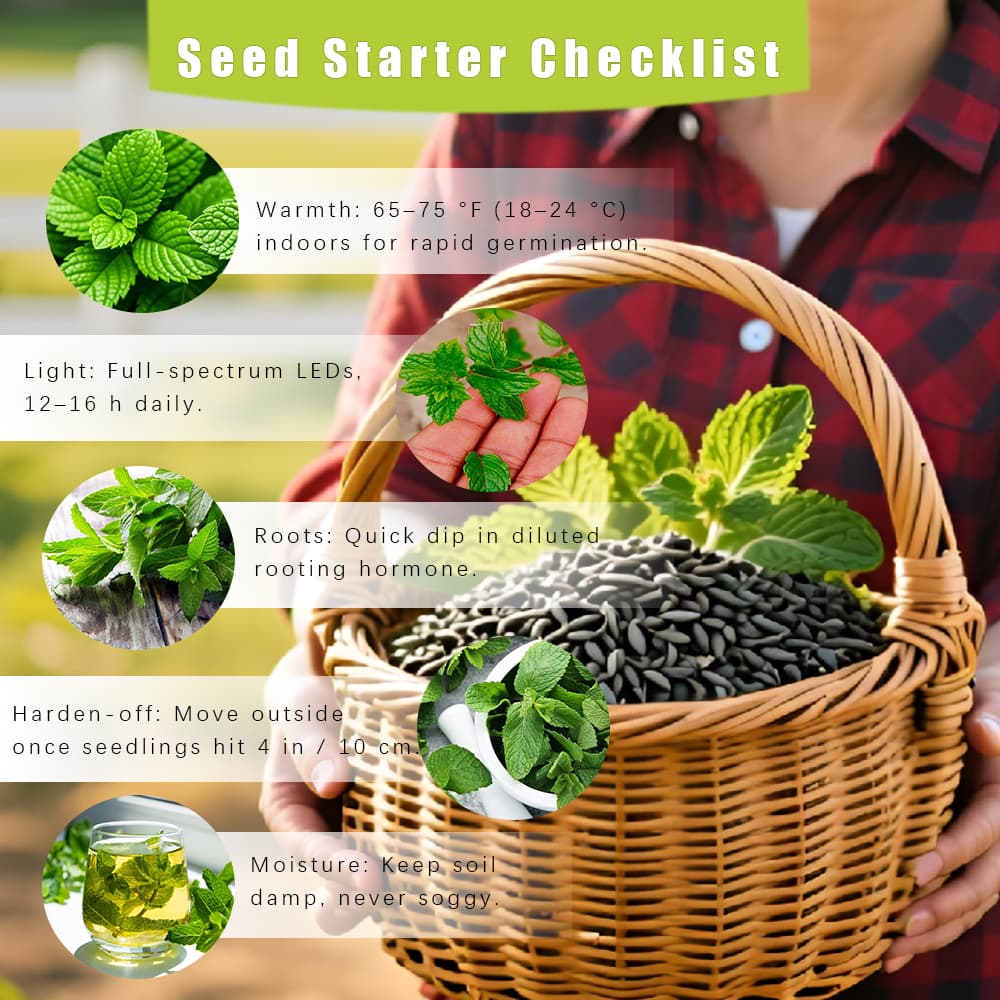 Seed Starter Checklist
Warmth: 65–75 °F (18–24 °C)
indoors for rapid germination.
Light: Full-spectrum LEDs,
12–16 h daily.
Roots: Quick dip in diluted
rooting hormone.
Harden-off: Move outside
once seedlings hit 4 in / 10 cm.
Moisture: Keep soil
damp, never soggy.